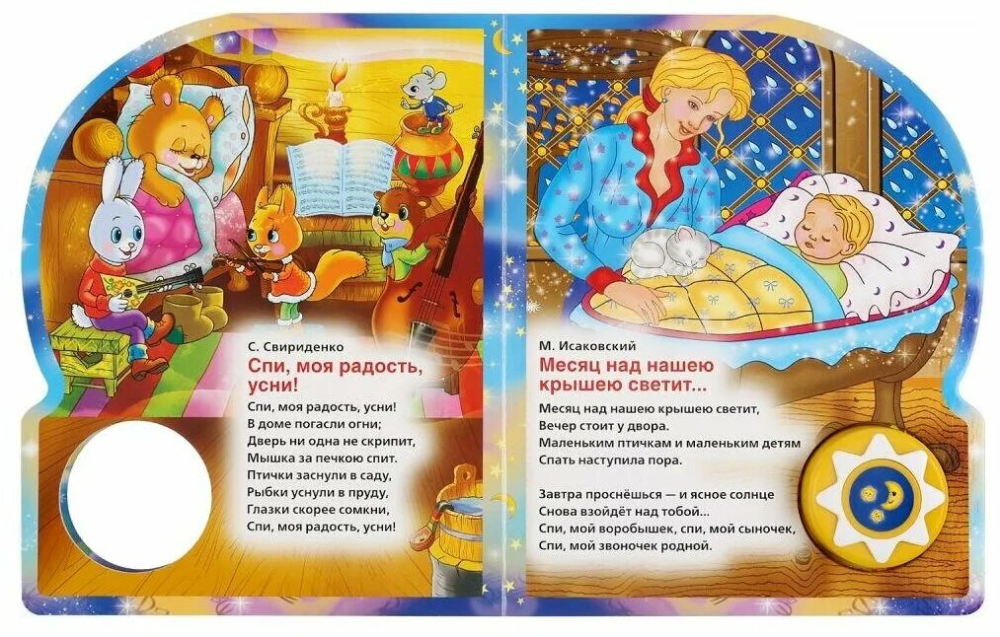 С. Свириденко
Спи, моя радость,
усни!
Спи, моя радость, усни!
В доме погасли огни;
Дверь ни одна не скрипит,
Мышка за печкою спит.
Птички заснули в саду,
Рыбки уснули в пруду,
Глазки скорее сомкни,
Спи, моя радость, усни!
М. Исаковский
Месяц над нашею
крышею светит...
Месяц над нашею крышею светит,
Вечер стоит у двора.
Маленьким птичкам и маленьким детям
Спать наступила пора.
Завтра проснёшься — и ясное солнце
Снова взойдёт над тобой...
Спи, мой воробышек, спи, мой сыночек,
Спи, мой звоночек родной.